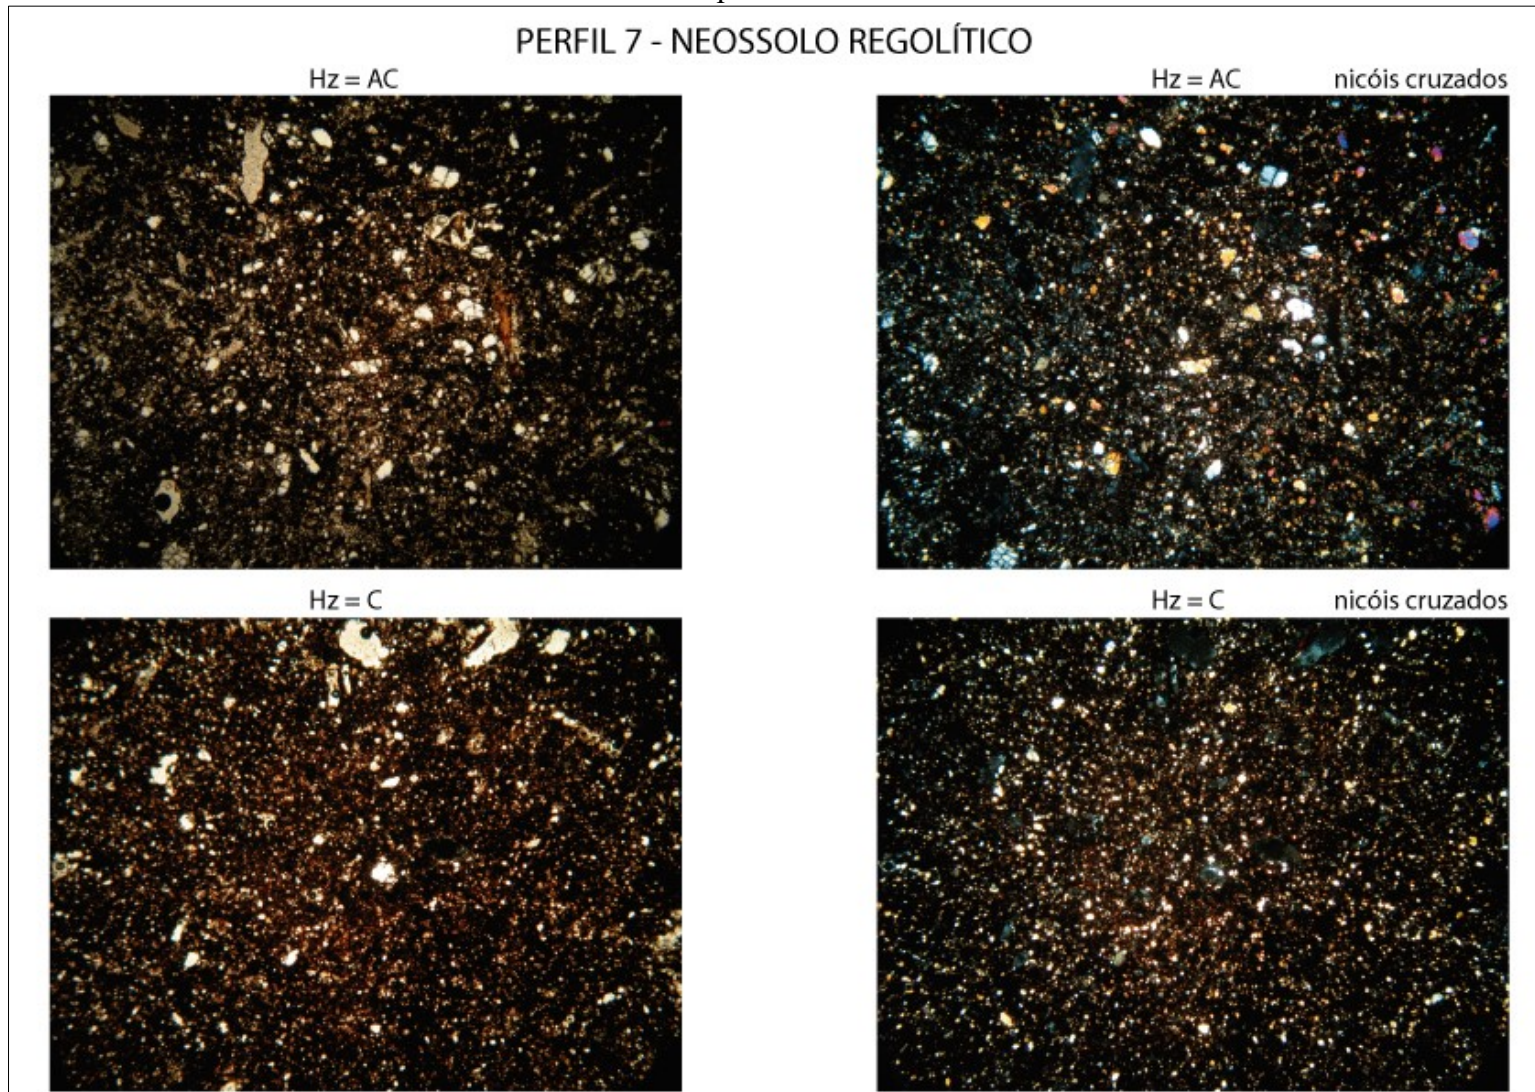 PERFIL 7 - NEOSSOLO REGOLÍTICO
Hz = AC
Hz = AC nicóis cruzados
Hz = C
Hz = C nicóis cruzados